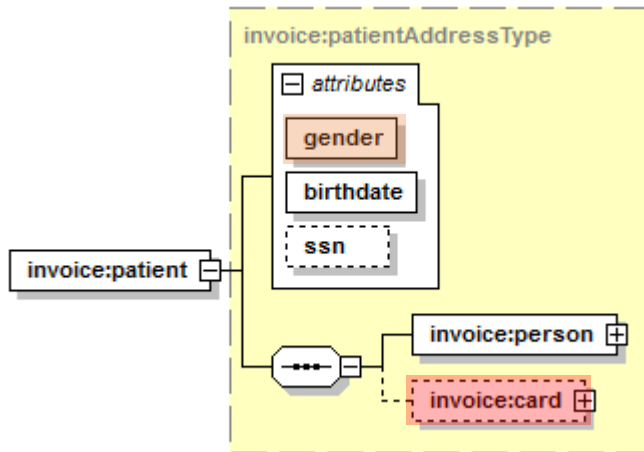 invoice:patientAddressType
attributes
gender
birthdate
ssn
invoice:patient
invoice:person
invoice:card